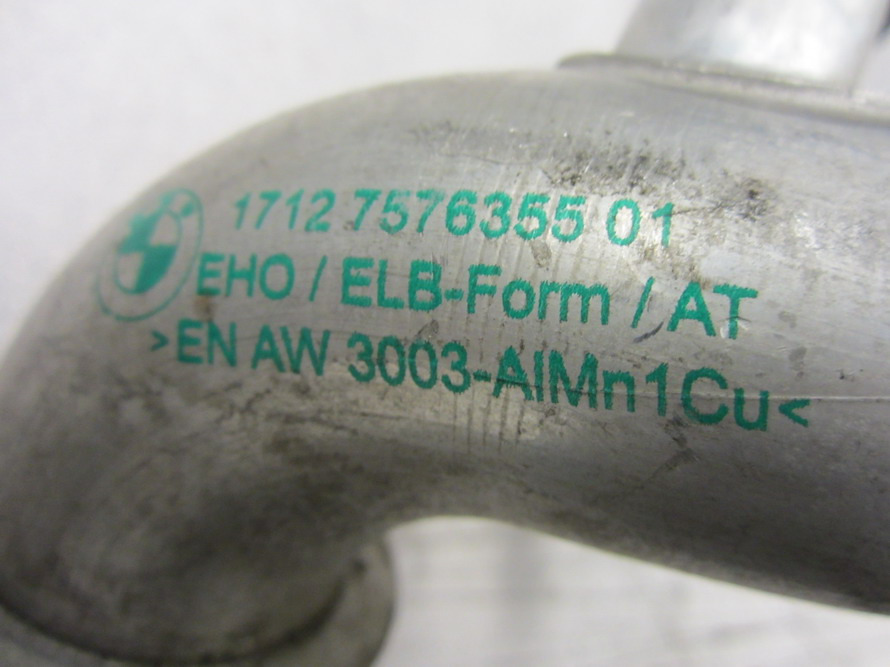 1712 7576355 01
EHO / ELB-Form / AT
>EN AW 3003-AlMn1Cu<